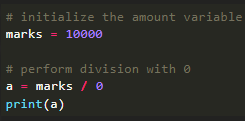 # initialize the amount variable
marks = 10000
# perform division with 0
a = marks / 0
print(a)